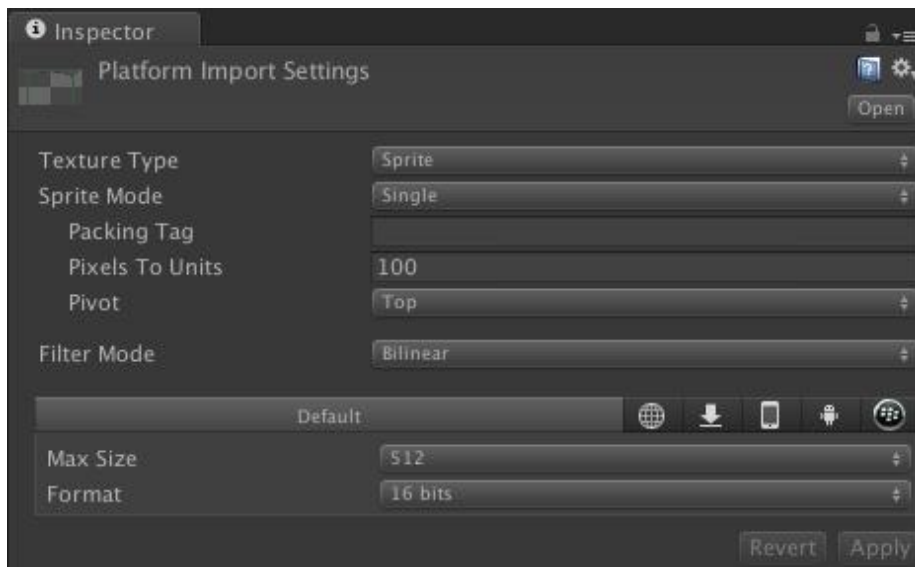 Inspector
Platform Import Settings
Open
Texture Type Sprite
Sprite Mode Single
Packing Tag
Pixels To Units 100
Pivot Top
Filter Mode Bilinear
Default
Max Size 512
Format 16 bits
Revert Apply